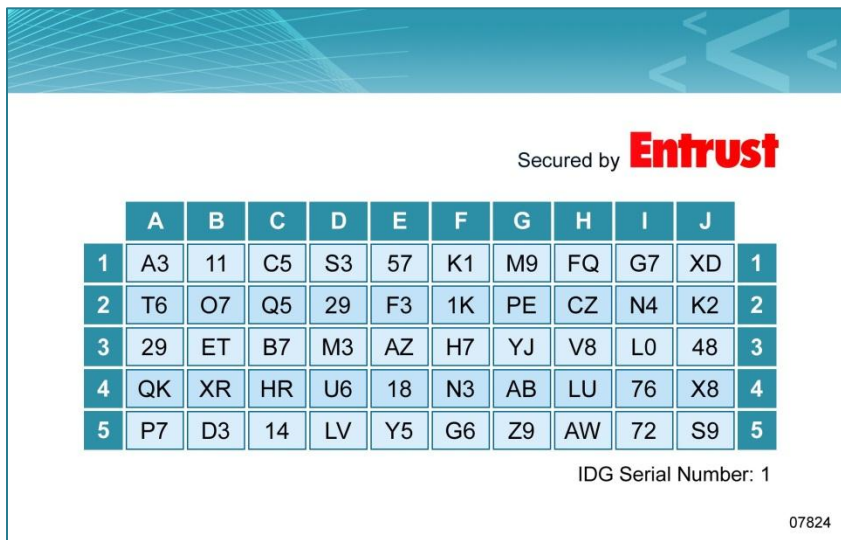 Secured by Entrust
A B C D E F G H I J
1 A3 11 C5 S3 57 K1 M9 FQ G7 XD 1
2 T6 O7 Q5 29 F3 1K PE CZ N4 K2 2
3 29 ET B7 M3 AZ H7 YJ V8 L0 48 3
4 QK XR HR U6 18 N3 AB LU 76 X8 4
5 P7 D3 14 LV Y5 G6 Z9 AW 72 S9 5
IDG Serial Number: 1
07824